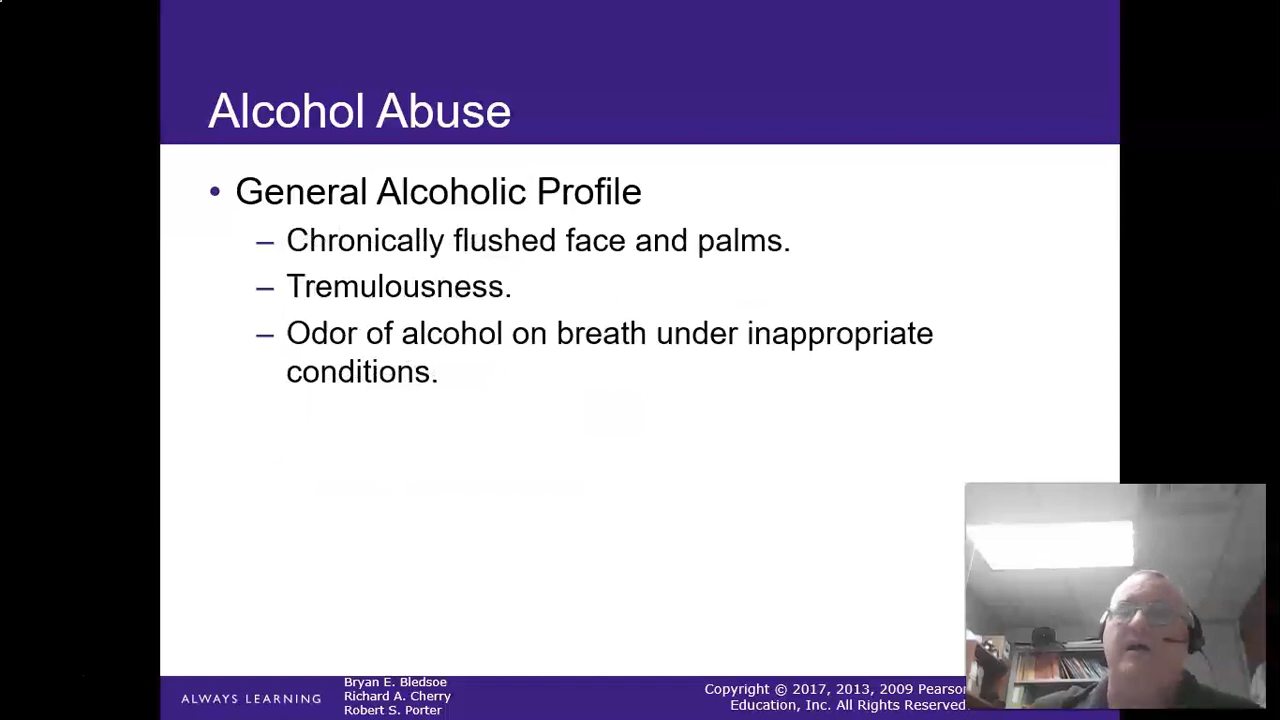 Alcohol Abuse
• General Alcoholic Profile
– Chronically flushed face and palms.
– Tremulousness.
– Odor of alcohol on breath under inappropriate
conditions.
ALWAYS LEARNING
Bryan E. Bledsoe
Richard A. Cherry
Robert S. Porter
Copyright © 2017, 2013, 2009 Pearson
Education, Inc. All Rights Reserved.